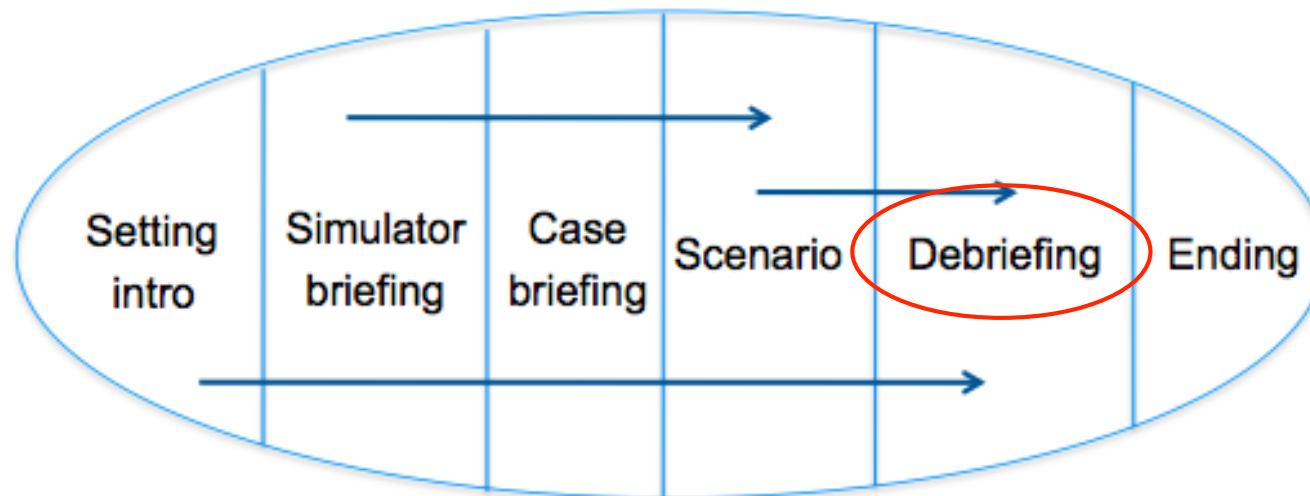 Setting
intro
Simulator
briefing
Case
briefing
Scenario
Debriefing
Ending